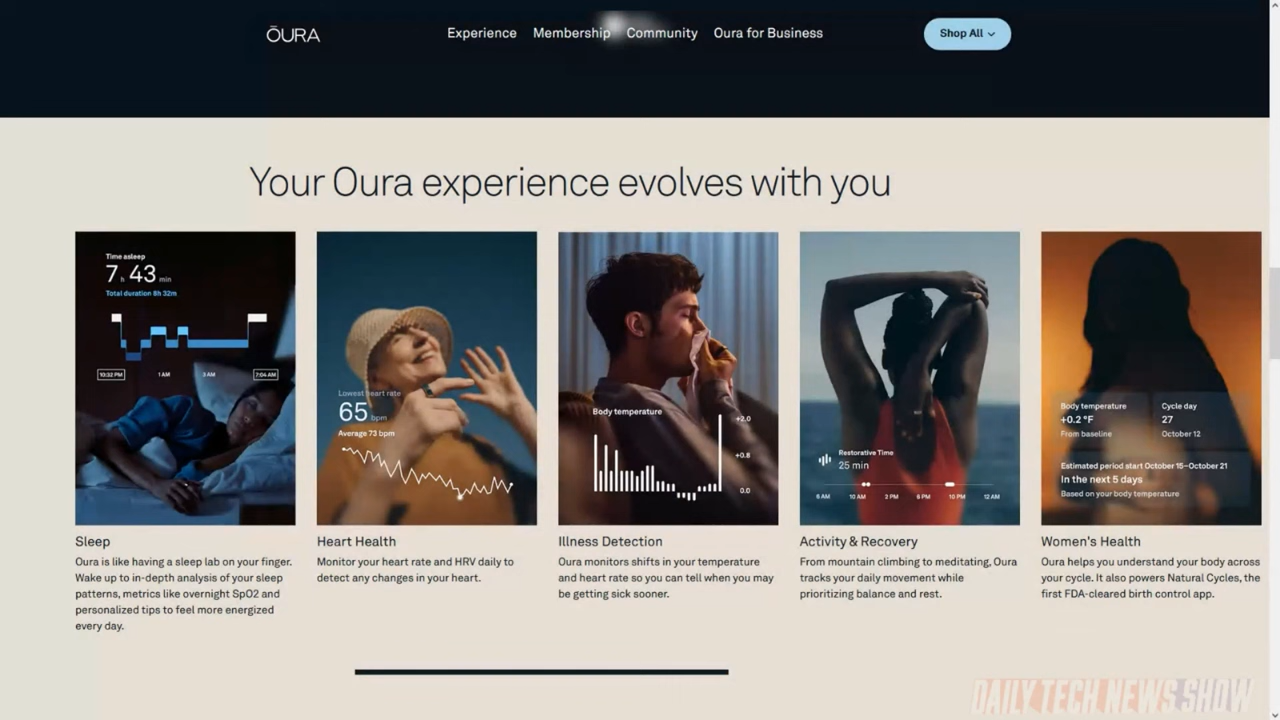 ŌURA
Experience Membership Community Oura for Business
Shop All
Your Oura experience evolves with you
Time asleep
7 h 43 min
Total duration 8h 32m
10:32 PM 1 AM 3 AM 7:04 AM
Sleep
Oura is like having a sleep lab on your finger.
Wake up to in-depth analysis of your sleep
patterns, metrics like overnight SpO2 and
personalized tips to feel more energized
every day.
Lowest heart rate
65 bpm
Average 73 bpm
Heart Health
Monitor your heart rate and HRV daily to
detect any changes in your heart.
Body temperature
+2.0
+0.8
0.0
Illness Detection
Oura monitors shifts in your temperature
and heart rate so you can tell when you may
be getting sick sooner.
Restorative Time
25 min
6 AM 10 AM 2 PM 6 PM 10 PM 12 AM
Activity & Recovery
From mountain climbing to meditating, Oura
tracks your daily movement while
prioritizing balance and rest.
Body temperature
+0.2 °F
From baseline
Cycle day
27
October 12
Estimated period start October 15–October 21
In the next 5 days
Based on your body temperature
Women's Health
Oura helps you understand your body across
your cycle. It also powers Natural Cycles, the
first FDA-cleared birth control app.
DAILY TECH NEWS SHOW